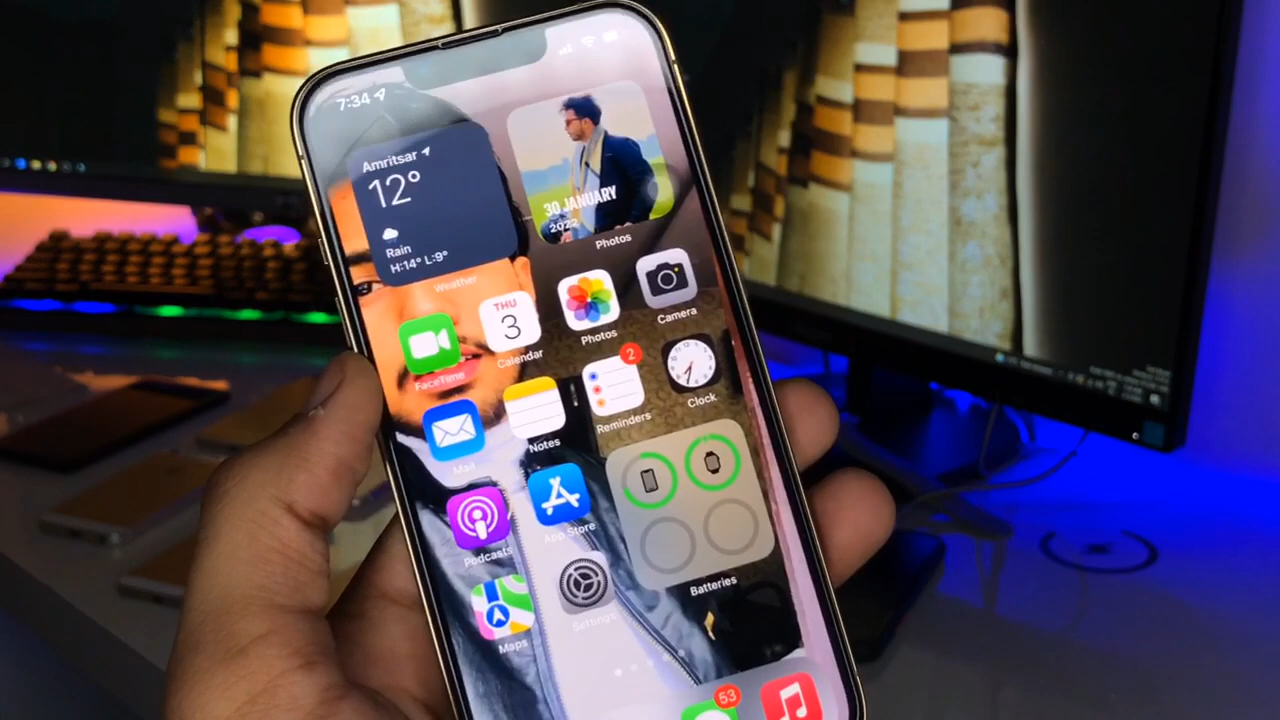 7:34
Amritsar
12°
Rain
H:14° L:9°
Weather
30 JANUARY
2022
Photos
FaceTime
THU
3
Calendar
Photos
Camera
Mail
Notes
2
Reminders
Clock
Podcasts
App Store
Batteries
Maps
Settings
53